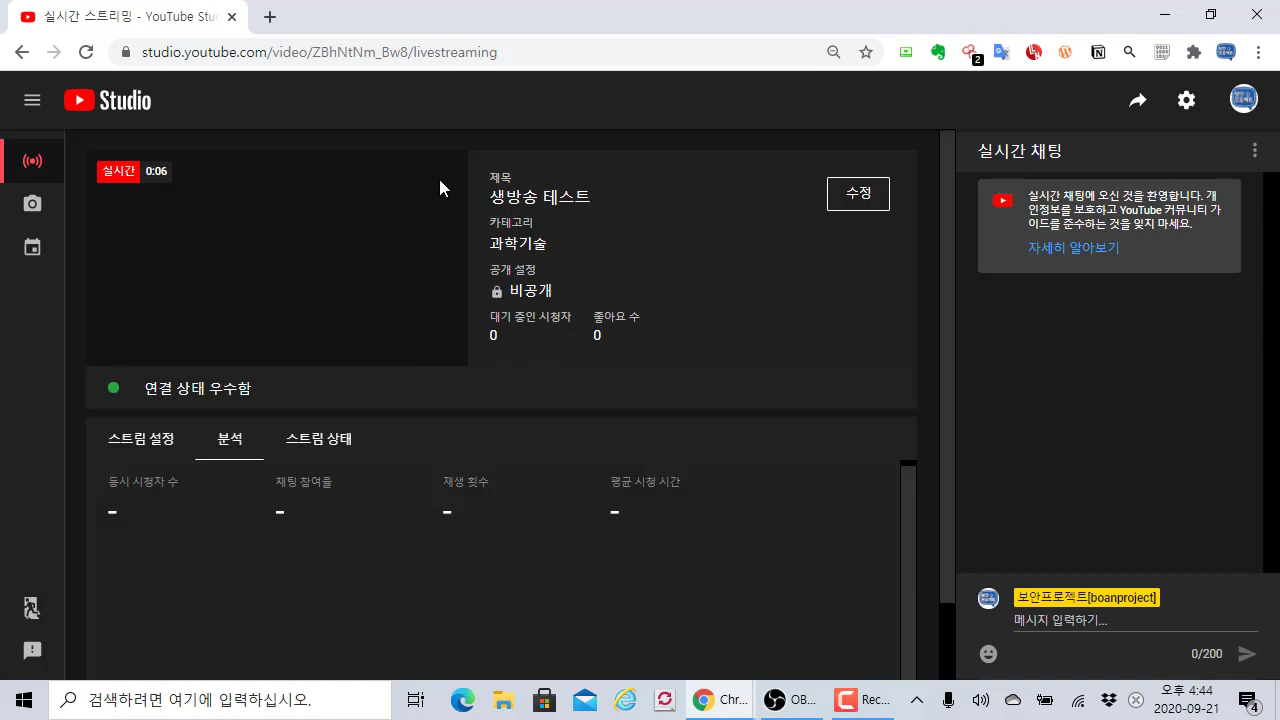 실시간 스트리밍 - YouTube Stu
studio.youtube.com/video/ZBhNtNm_Bw8/livestreaming
2
Studio
실시간 0:06
제목
생방송 테스트
수정
카테고리
과학기술
공개 설정
비공개
대기 중인 시청자 좋아요 수
0 0
연결 상태 우수함
스트림 설정 분석 스트림 상태
동시 시청자 수 채팅 참여율 재생 횟수 평균 시청 시간
– – – –
실시간 채팅
실시간 채팅에 오신 것을 환영합니다. 개
인정보를 보호하고 YouTube 커뮤니티 가
이드를 준수하는 것을 잊지 마세요.
자세히 알아보기
보안프로젝트[boanproject]
메시지 입력하기...
0/200
검색하려면 여기에 입력하십시오.
Chr...
OB...
Rec...
오후 4:44
2020-09-21
4